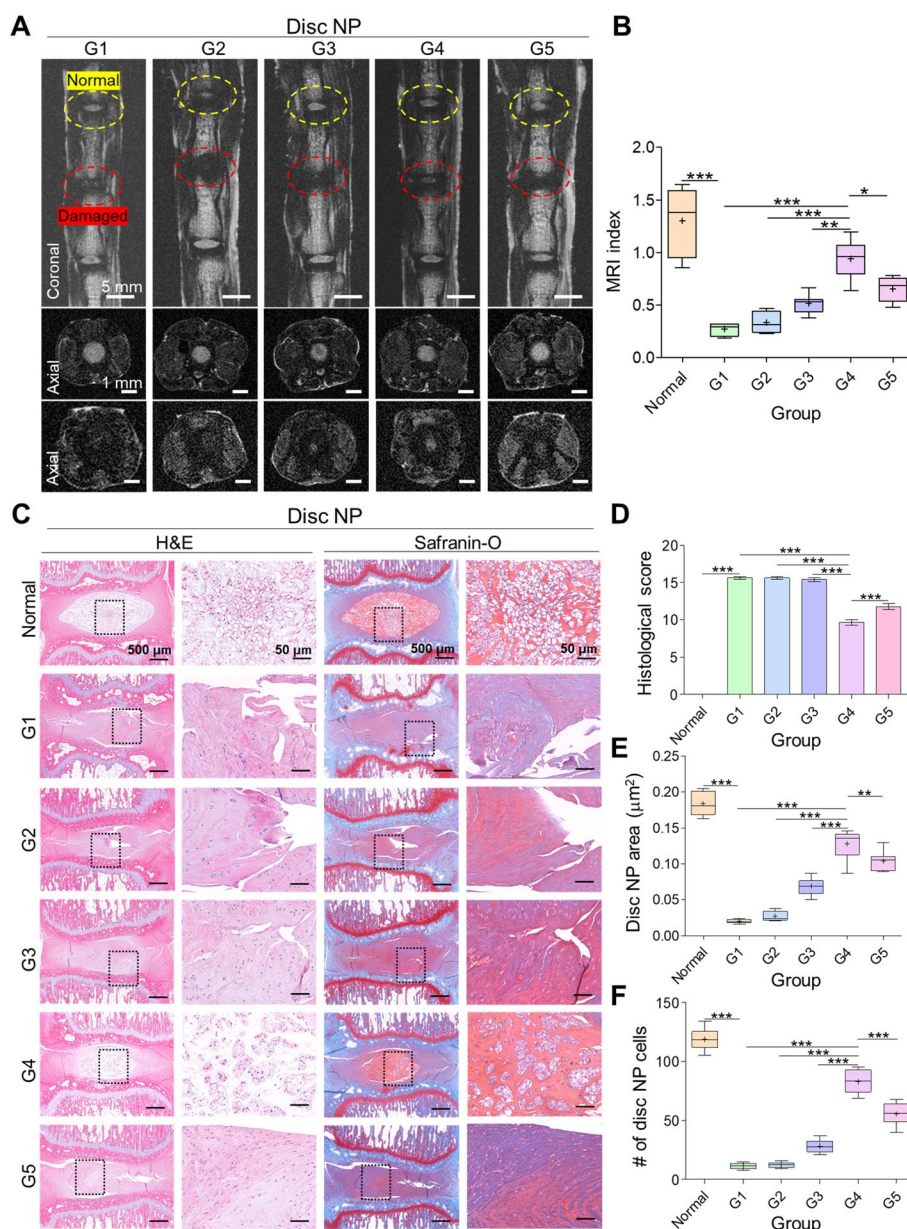 A
Disc NP
G1 G2 G3 G4 G5
Normal
Damaged
Coronal
5 mm
Axial
1 mm
Axial
B
2.0
1.5
1.0
0.5
0.0
MRI index
*** *** *** ** *
Normal G1 G2 G3 G4 G5
Group
C
Disc NP
H&E Safranin-O
Normal
500 µm 50 µm 500 µm 50 µm
G1
G2
G3
G4
G5
D
20
15
10
5
0
Histological score
*** *** *** *** ***
Normal G1 G2 G3 G4 G5
Group
E
0.25
0.20
0.15
0.10
0.05
0.00
Disc NP area (µm²)
*** *** *** *** **
Normal G1 G2 G3 G4 G5
Group
F
150
100
50
0
# of disc NP cells
*** *** *** *** ***
Normal G1 G2 G3 G4 G5
Group